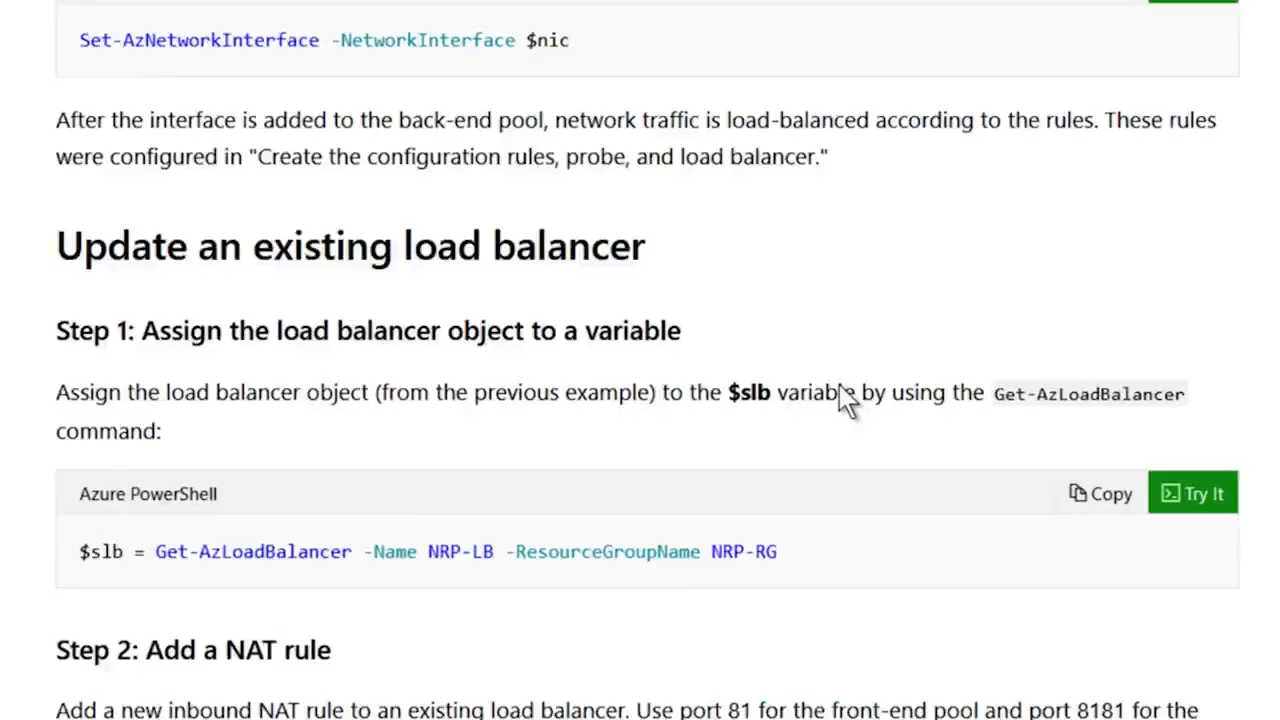 Set-AzNetworkInterface -NetworkInterface $nic
After the interface is added to the back-end pool, network traffic is load-balanced according to the rules. These rules
were configured in "Create the configuration rules, probe, and load balancer."
Update an existing load balancer
Step 1: Assign the load balancer object to a variable
Assign the load balancer object (from the previous example) to the $slb variable by using the Get-AzLoadBalancer
command:
Azure PowerShell Copy Try It
$slb = Get-AzLoadBalancer -Name NRP-LB -ResourceGroupName NRP-RG
Step 2: Add a NAT rule
Add a new inbound NAT rule to an existing load balancer. Use port 81 for the front-end pool and port 8181 for the